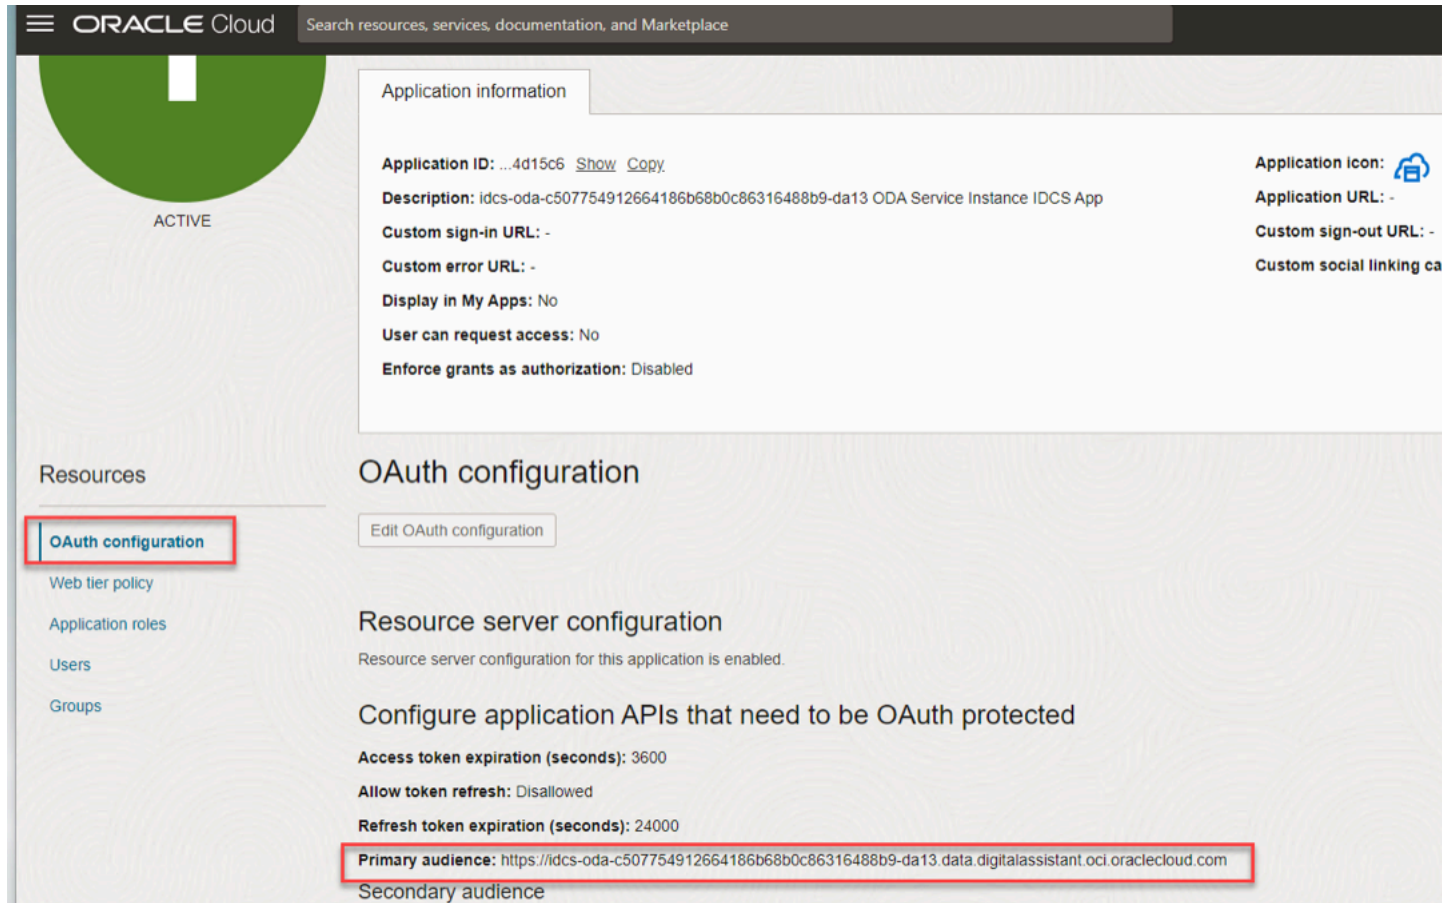 ORACLE Cloud
Search resources, services, documentation, and Marketplace
ACTIVE
Application information
Application ID: ...4d15c6 Show Copy
Description: idcs-oda-c507754912664186b68b0c86316488b9-da13 ODA Service Instance IDCS App
Custom sign-in URL: -
Custom error URL: -
Display in My Apps: No
User can request access: No
Enforce grants as authorization: Disabled
Application icon:
Application URL: -
Custom sign-out URL: -
Custom social linking ca
Resources
OAuth configuration
Web tier policy
Application roles
Users
Groups
OAuth configuration
Edit OAuth configuration
Resource server configuration
Resource server configuration for this application is enabled.
Configure application APIs that need to be OAuth protected
Access token expiration (seconds): 3600
Allow token refresh: Disallowed
Refresh token expiration (seconds): 24000
Primary audience: https://idcs-oda-c507754912664186b68b0c86316488b9-da13.data.digitalassistant.oci.oraclecloud.com
Secondary audience